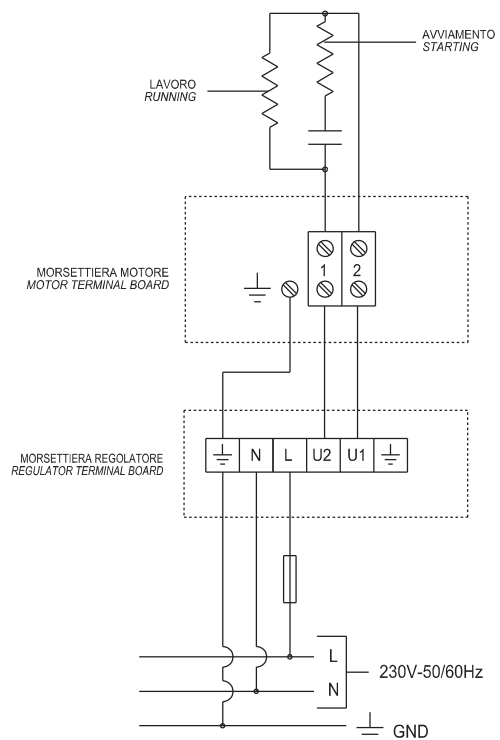 AVVIAMENTO
STARTING
LAVORO
RUNNING
1 2
MORSETTIERA MOTORE
MOTOR TERMINAL BOARD
MORSETTIERA REGOLATORE
REGULATOR TERMINAL BOARD
N L U2 U1
L
230V-50/60Hz
N
GND